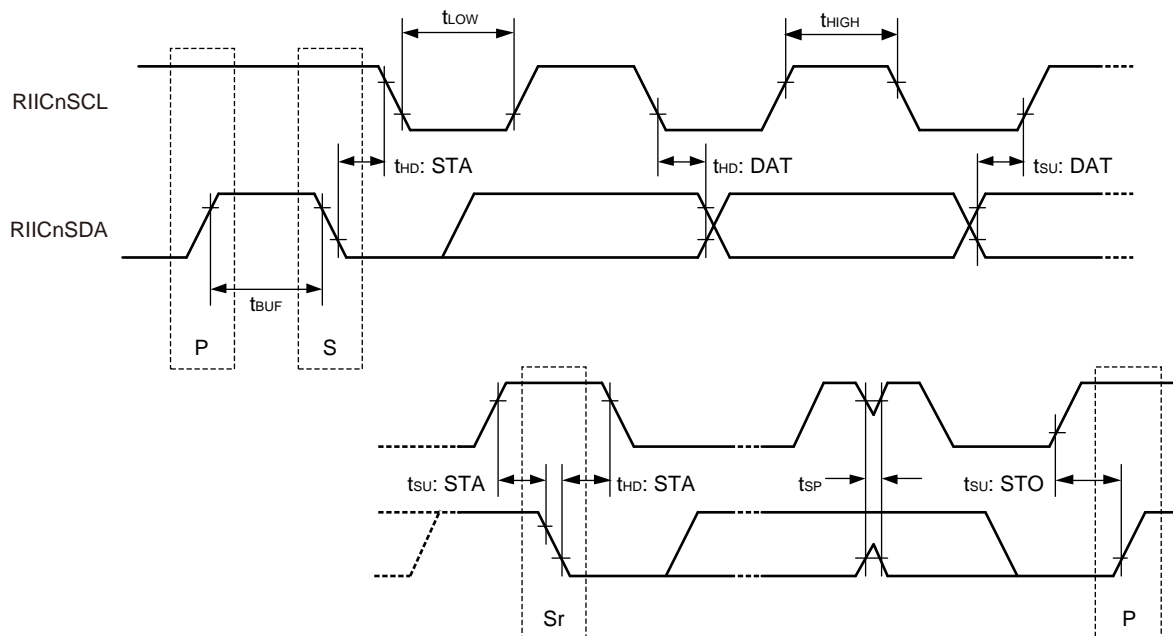 tLOW
tHIGH
RIICnSCL
tHD: STA
tHD: DAT
tSU: DAT
RIICnSDA
tBUF
P
S
tSU: STA
tHD: STA
tSP
tSU: STO
Sr
P